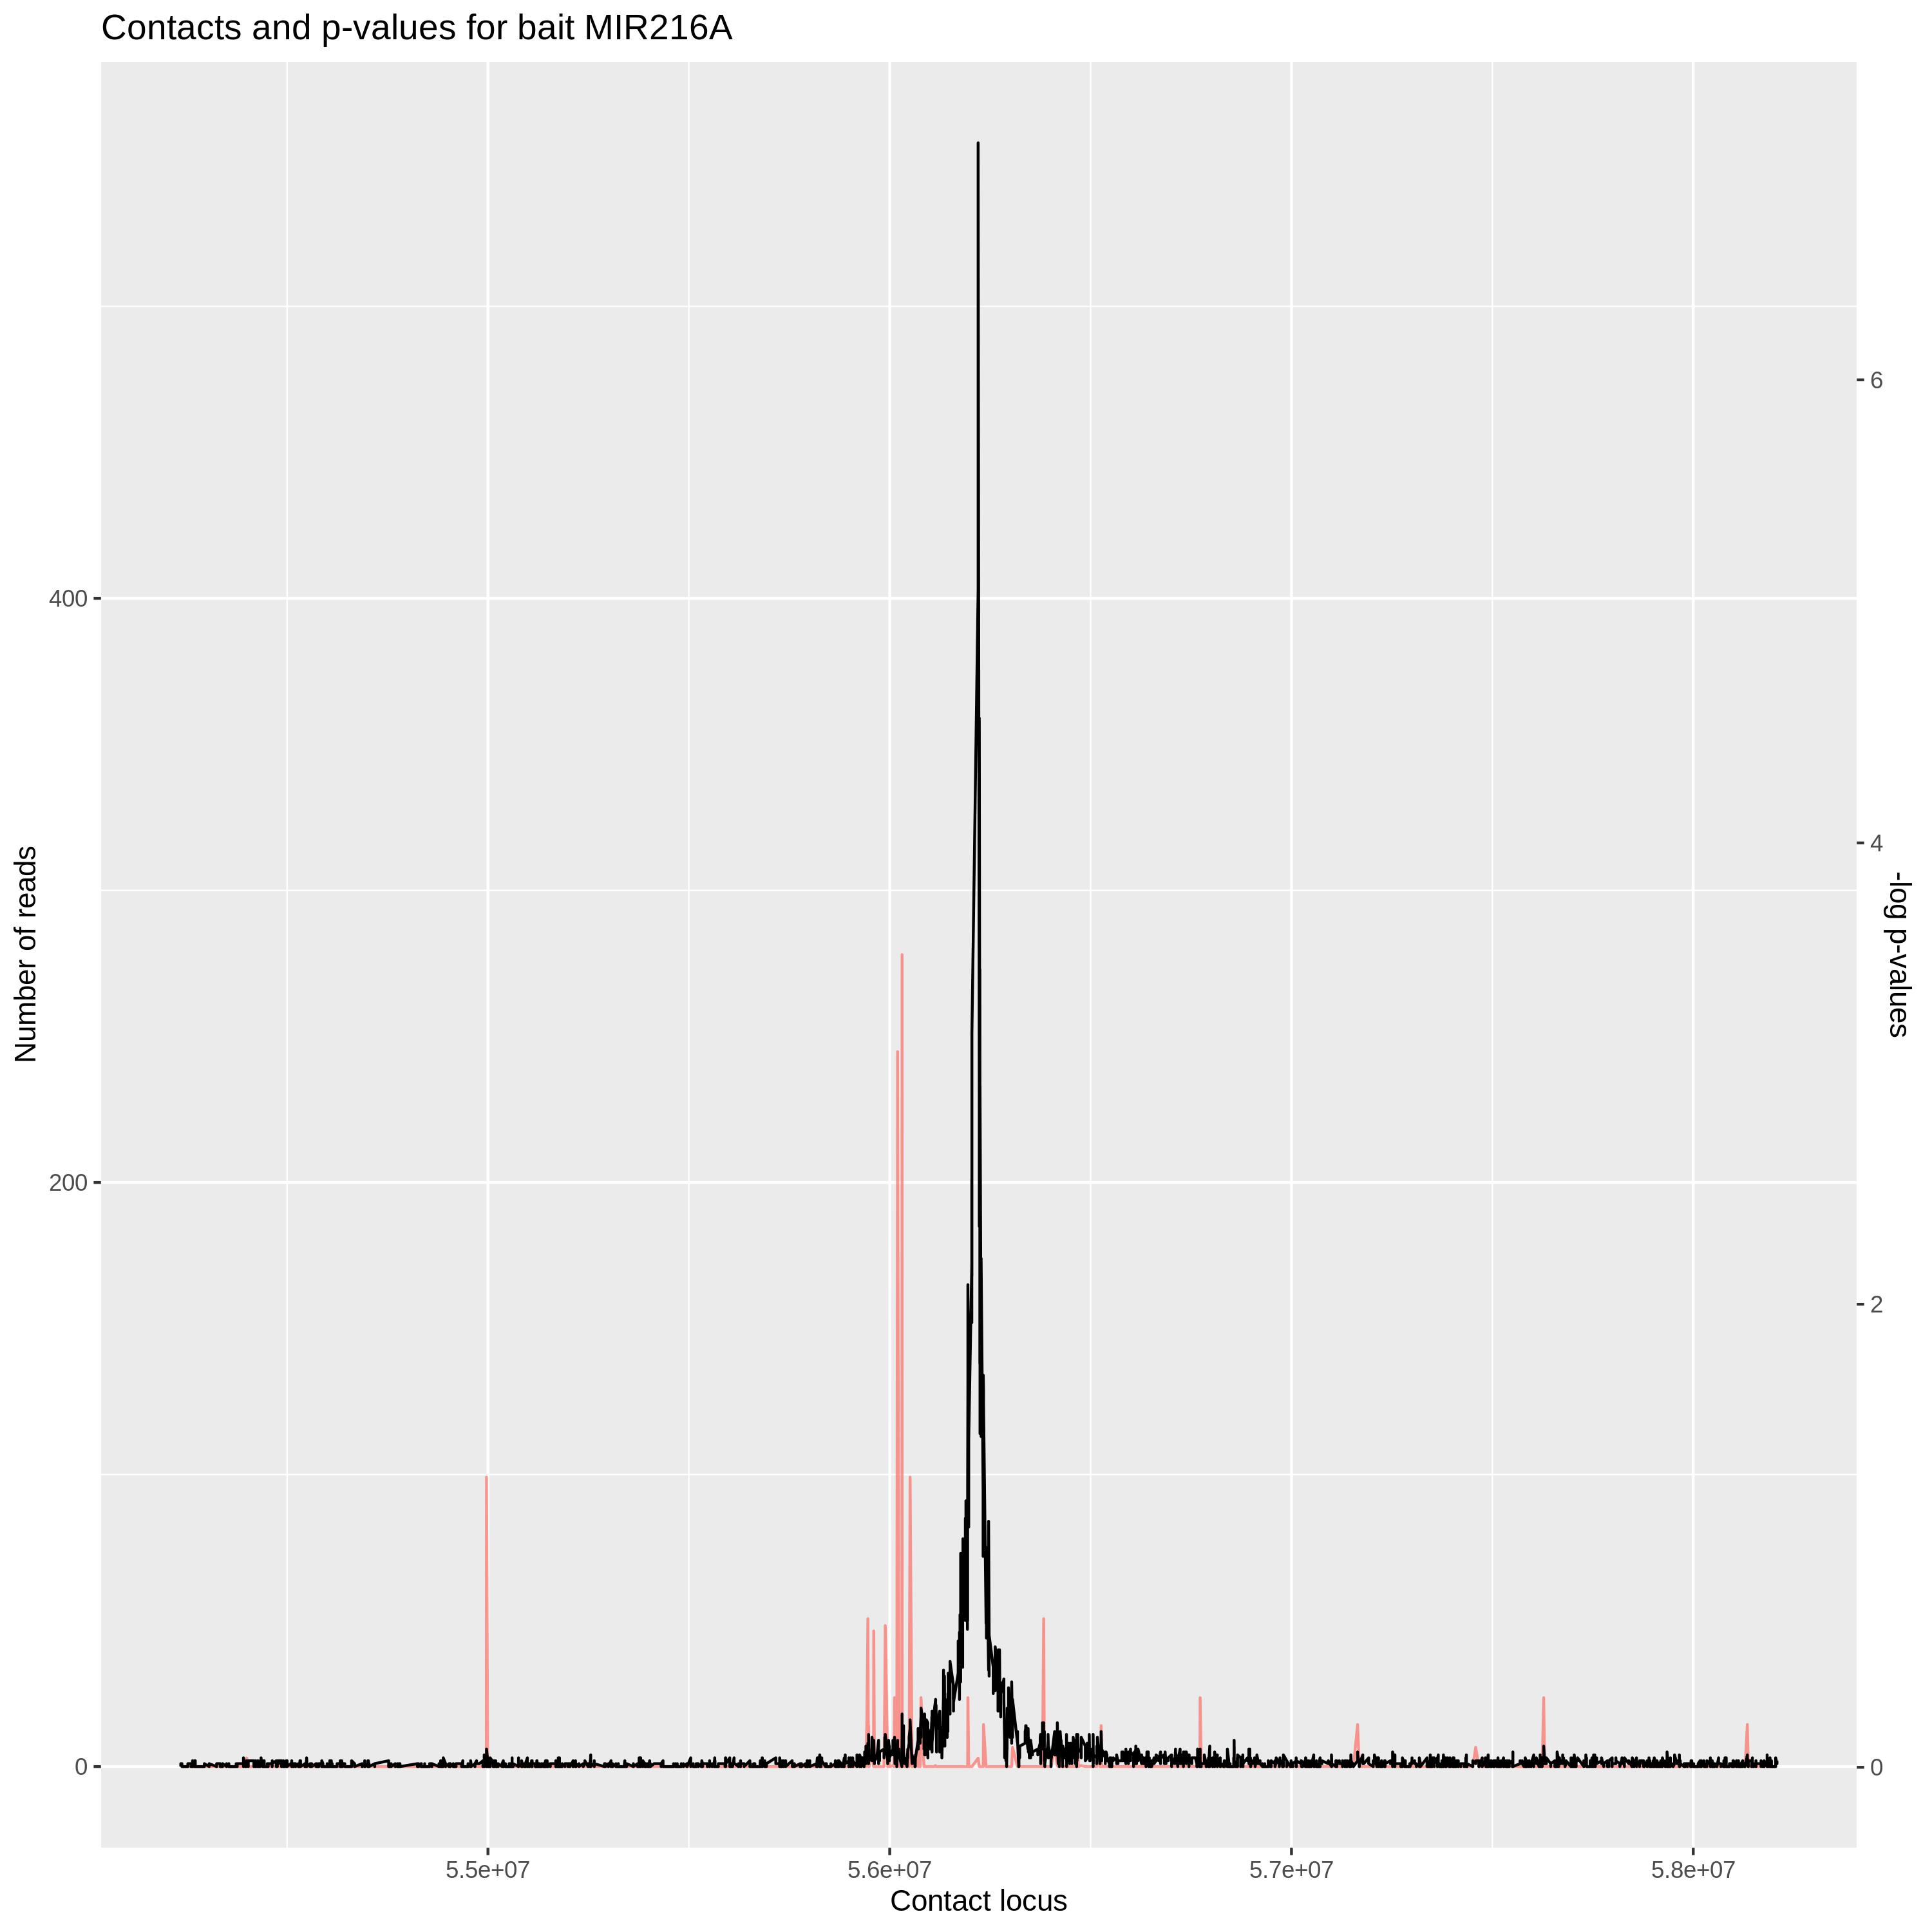 Contacts and p-values for bait MIR216A
Number of reads
400
200
0
6
4
2
0
-log p-values
5.5e+07
5.6e+07
5.7e+07
5.8e+07
Contact locus